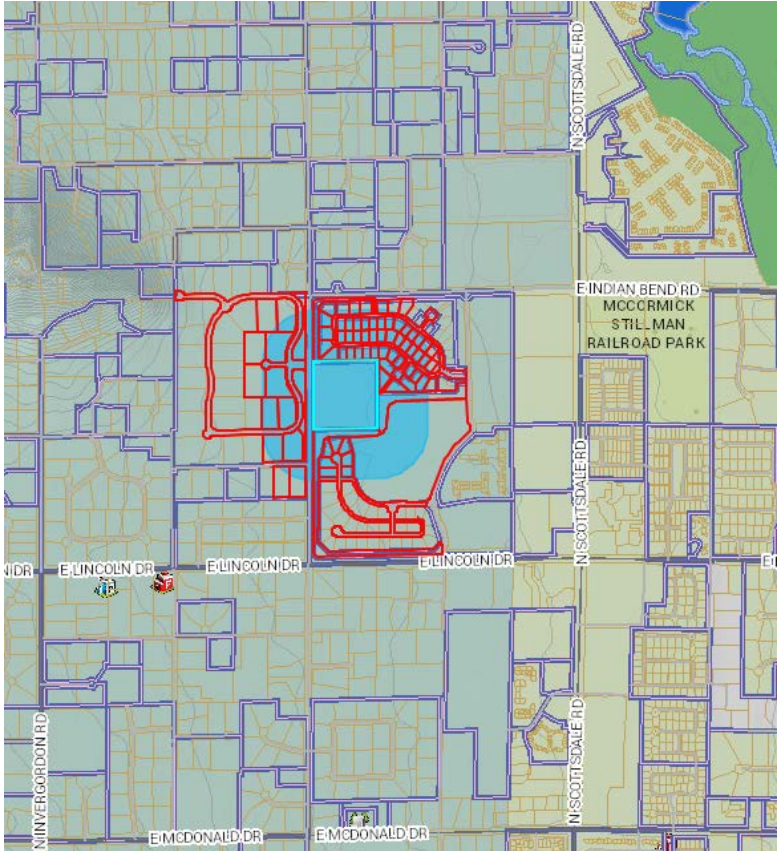 N SCOTTSDALE RD
E INDIAN BEND RD
MCCORMICK
STILLMAN
RAILROAD PARK
N SCOTTSDALE RD
N DR
E LINCOLN DR
E LINCOLN DR
E LINCOLN DR
N INVERGORDON RD
N SCOTTSDALE RD
E MCDONALD DR
E MCDONALD DR